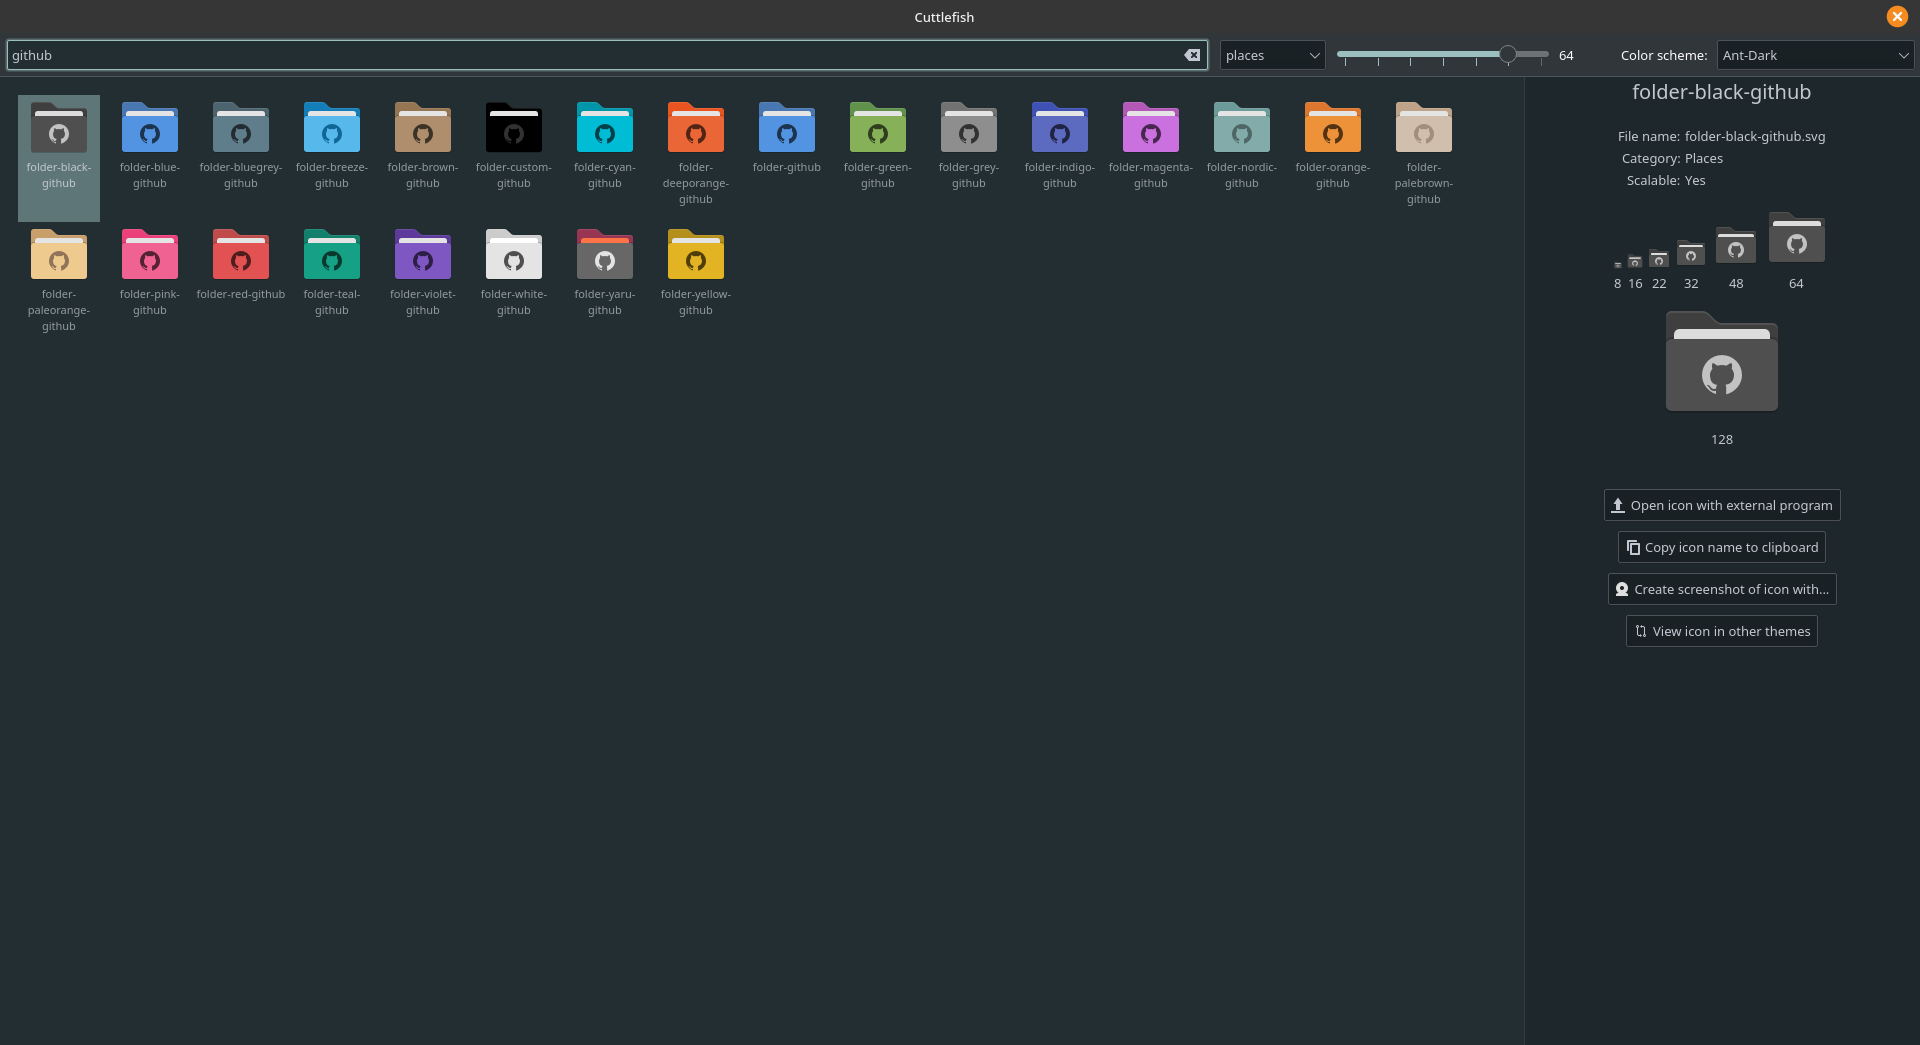 Cuttlefish
github
places
64
Color scheme:
Ant-Dark
folder-black-
github
folder-blue-
github
folder-bluegrey-
github
folder-breeze-
github
folder-brown-
github
folder-custom-
github
folder-cyan-
github
folder-
deeporange-
github
folder-github
folder-green-
github
folder-grey-
github
folder-indigo-
github
folder-magenta-
github
folder-nordic-
github
folder-orange-
github
folder-
palebrown-
github
folder-
paleorange-
github
folder-pink-
github
folder-red-github
folder-teal-
github
folder-violet-
github
folder-white-
github
folder-yaru-
github
folder-yellow-
github
folder-black-github
File name: folder-black-github.svg
Category: Places
Scalable: Yes
8 16 22 32 48 64
128
Open icon with external program
Copy icon name to clipboard
Create screenshot of icon with...
View icon in other themes